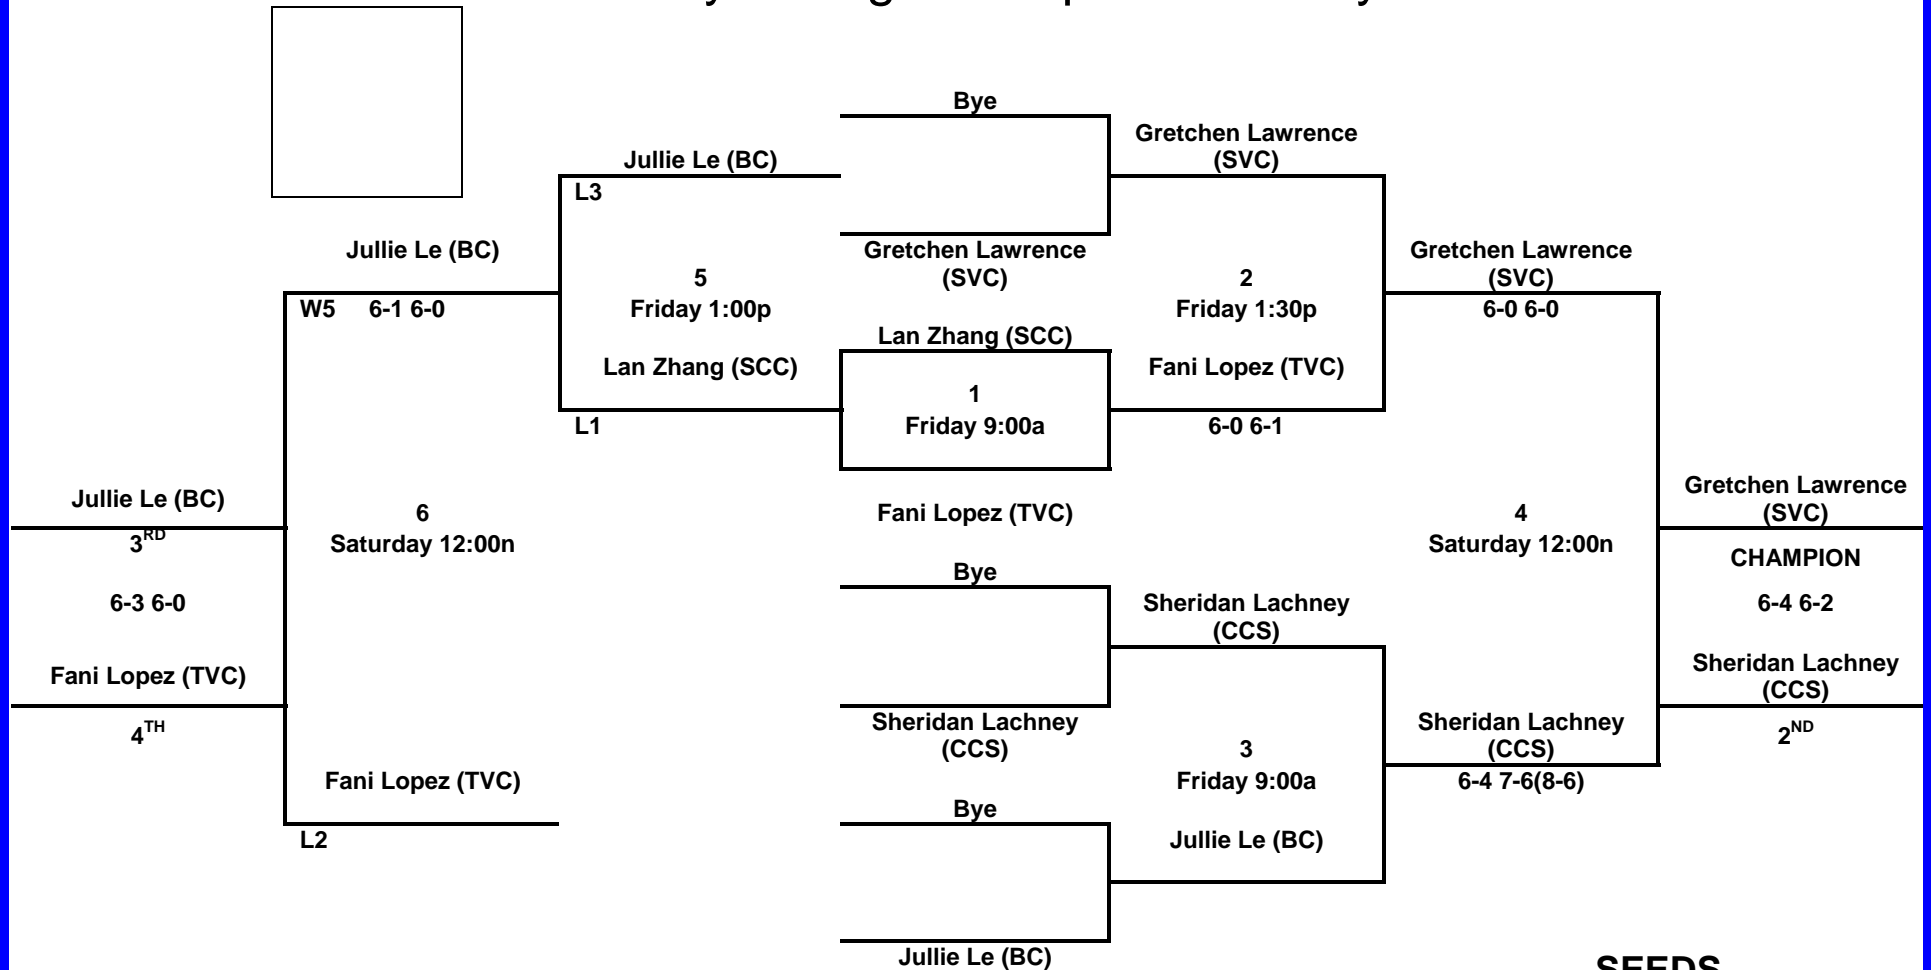 Bye
Gretchen Lawrence
(SVC)
Jullie Le (BC)
L3
Jullie Le (BC)
Gretchen Lawrence
(SVC)
Gretchen Lawrence
(SVC)
5
Friday 1:00p
2
Friday 1:30p
W5 6-1 6-0
6-0 6-0
Lan Zhang (SCC)
Lan Zhang (SCC)
Fani Lopez (TVC)
1
Friday 9:00a
L1
6-0 6-1
Jullie Le (BC)
3RD
6
Saturday 12:00n
Fani Lopez (TVC)
4
Saturday 12:00n
Gretchen Lawrence
(SVC)
CHAMPION
Bye
6-3 6-0
Sheridan Lachney
(CCS)
6-4 6-2
Fani Lopez (TVC)
4TH
Sheridan Lachney
(CCS)
2ND
Sheridan Lachney
(CCS)
3
Friday 9:00a
Sheridan Lachney
(CCS)
6-4 7-6(8-6)
Fani Lopez (TVC)
L2
Bye
Jullie Le (BC)
Jullie Le (BC)
SEEDS